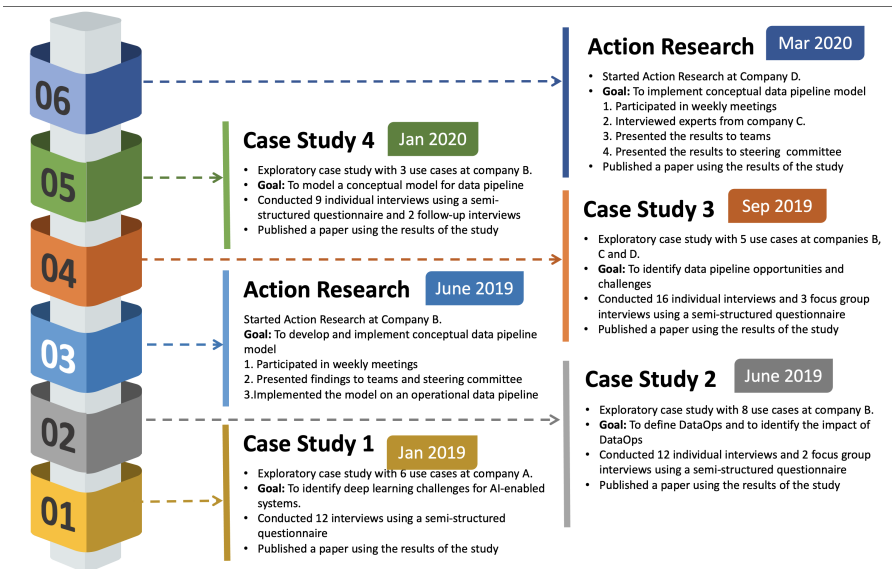 06
Action Research
Mar 2020
• Started Action Research at Company D.
• Goal: To implement conceptual data pipeline model
1. Participated in weekly meetings
2. Interviewed experts from company C.
3. Presented the results to teams
4. Presented the results to steering committee
• Published a paper using the results of the study
05
Case Study 4
Jan 2020
• Exploratory case study with 3 use cases at company B.
• Goal: To model a conceptual model for data pipeline
• Conducted 9 individual interviews using a semi-
structured questionnaire and 2 follow-up interviews
• Published a paper using the results of the study
04
Case Study 3
Sep 2019
• Exploratory case study with 5 use cases at companies B,
C and D.
• Goal: To identify data pipeline opportunities and
challenges
• Conducted 16 individual interviews and 3 focus group
interviews using a semi-structured questionnaire
• Published a paper using the results of the study
03
Action Research
June 2019
Started Action Research at Company B.
Goal: To develop and implement conceptual data pipeline
model
1. Participated in weekly meetings
2. Presented findings to teams and steering committee
3.Implemented the model on an operational data pipeline
02
Case Study 2
June 2019
• Exploratory case study with 8 use cases at company B.
• Goal: To define DataOps and to identify the impact of
DataOps
• Conducted 12 individual interviews and 2 focus group
interviews using a semi-structured questionnaire
• Published a paper using the results of the study
01
Case Study 1
Jan 2019
• Exploratory case study with 6 use cases at company A.
• Goal: To identify deep learning challenges for AI-enabled
systems.
• Conducted 12 interviews using a semi-structured
questionnaire
• Published a paper using the results of the study